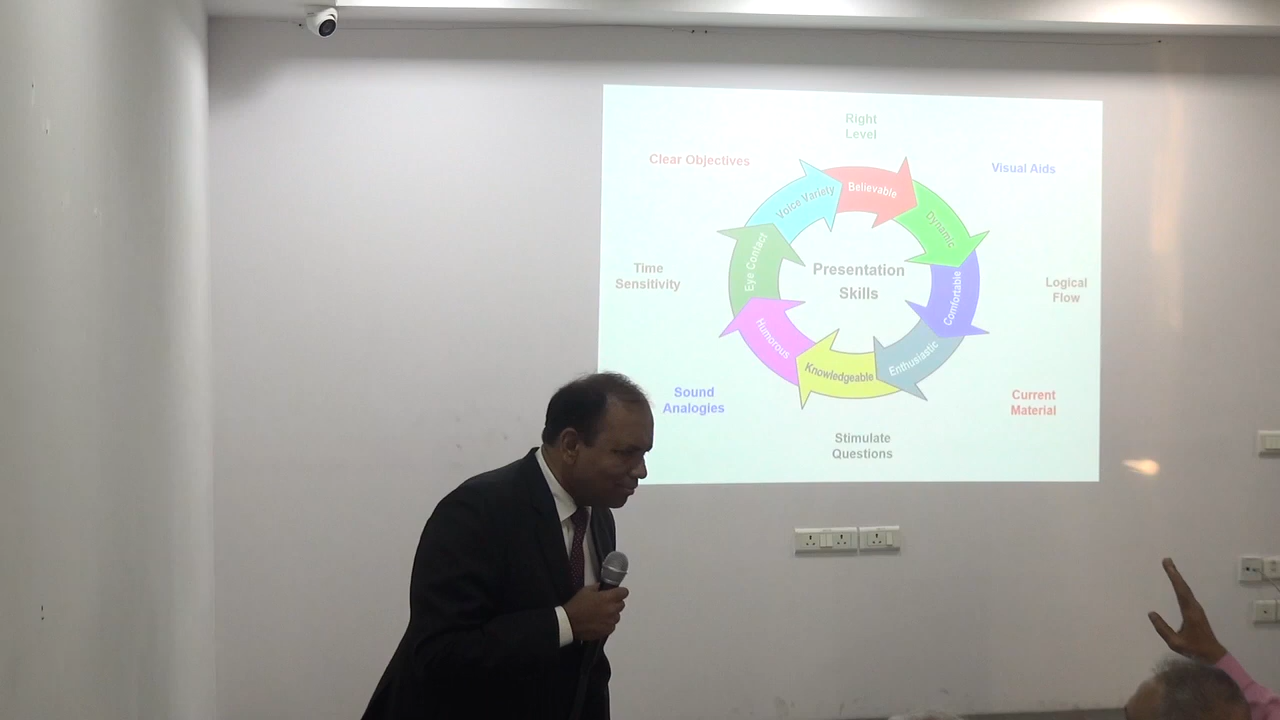 Right
Level
Clear Objectives
Visual Aids
Voice Variety
Believable
Dynamic
Eye Contact
Time
Sensitivity
Presentation
Skills
Comfortable
Logical
Flow
Humorous
Knowledgeable
Enthusiastic
Sound
Analogies
Current
Material
Stimulate
Questions